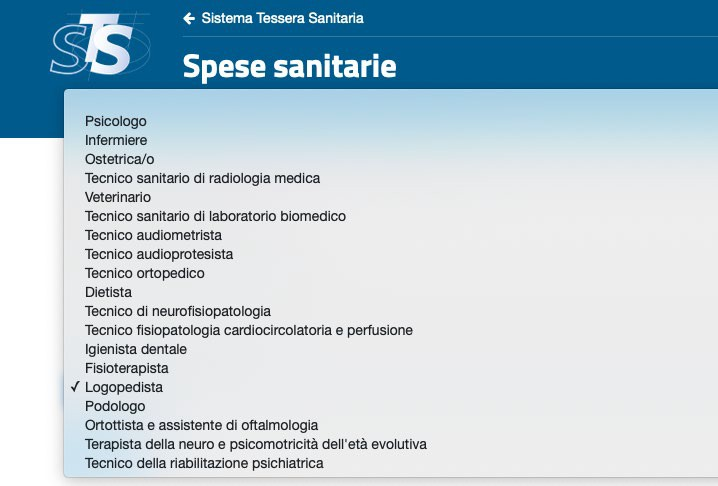 STS
← Sistema Tessera Sanitaria
Spese sanitarie
Psicologo
Infermiere
Ostetrica/o
Tecnico sanitario di radiologia medica
Veterinario
Tecnico sanitario di laboratorio biomedico
Tecnico audiometrista
Tecnico audioprotesista
Tecnico ortopedico
Dietista
Tecnico di neurofisiopatologia
Tecnico fisiopatologia cardiocircolatoria e perfusione
Igienista dentale
Fisioterapista
✓ Logopedista
Podologo
Ortottista e assistente di oftalmologia
Terapista della neuro e psicomotricità dell'età evolutiva
Tecnico della riabilitazione psichiatrica